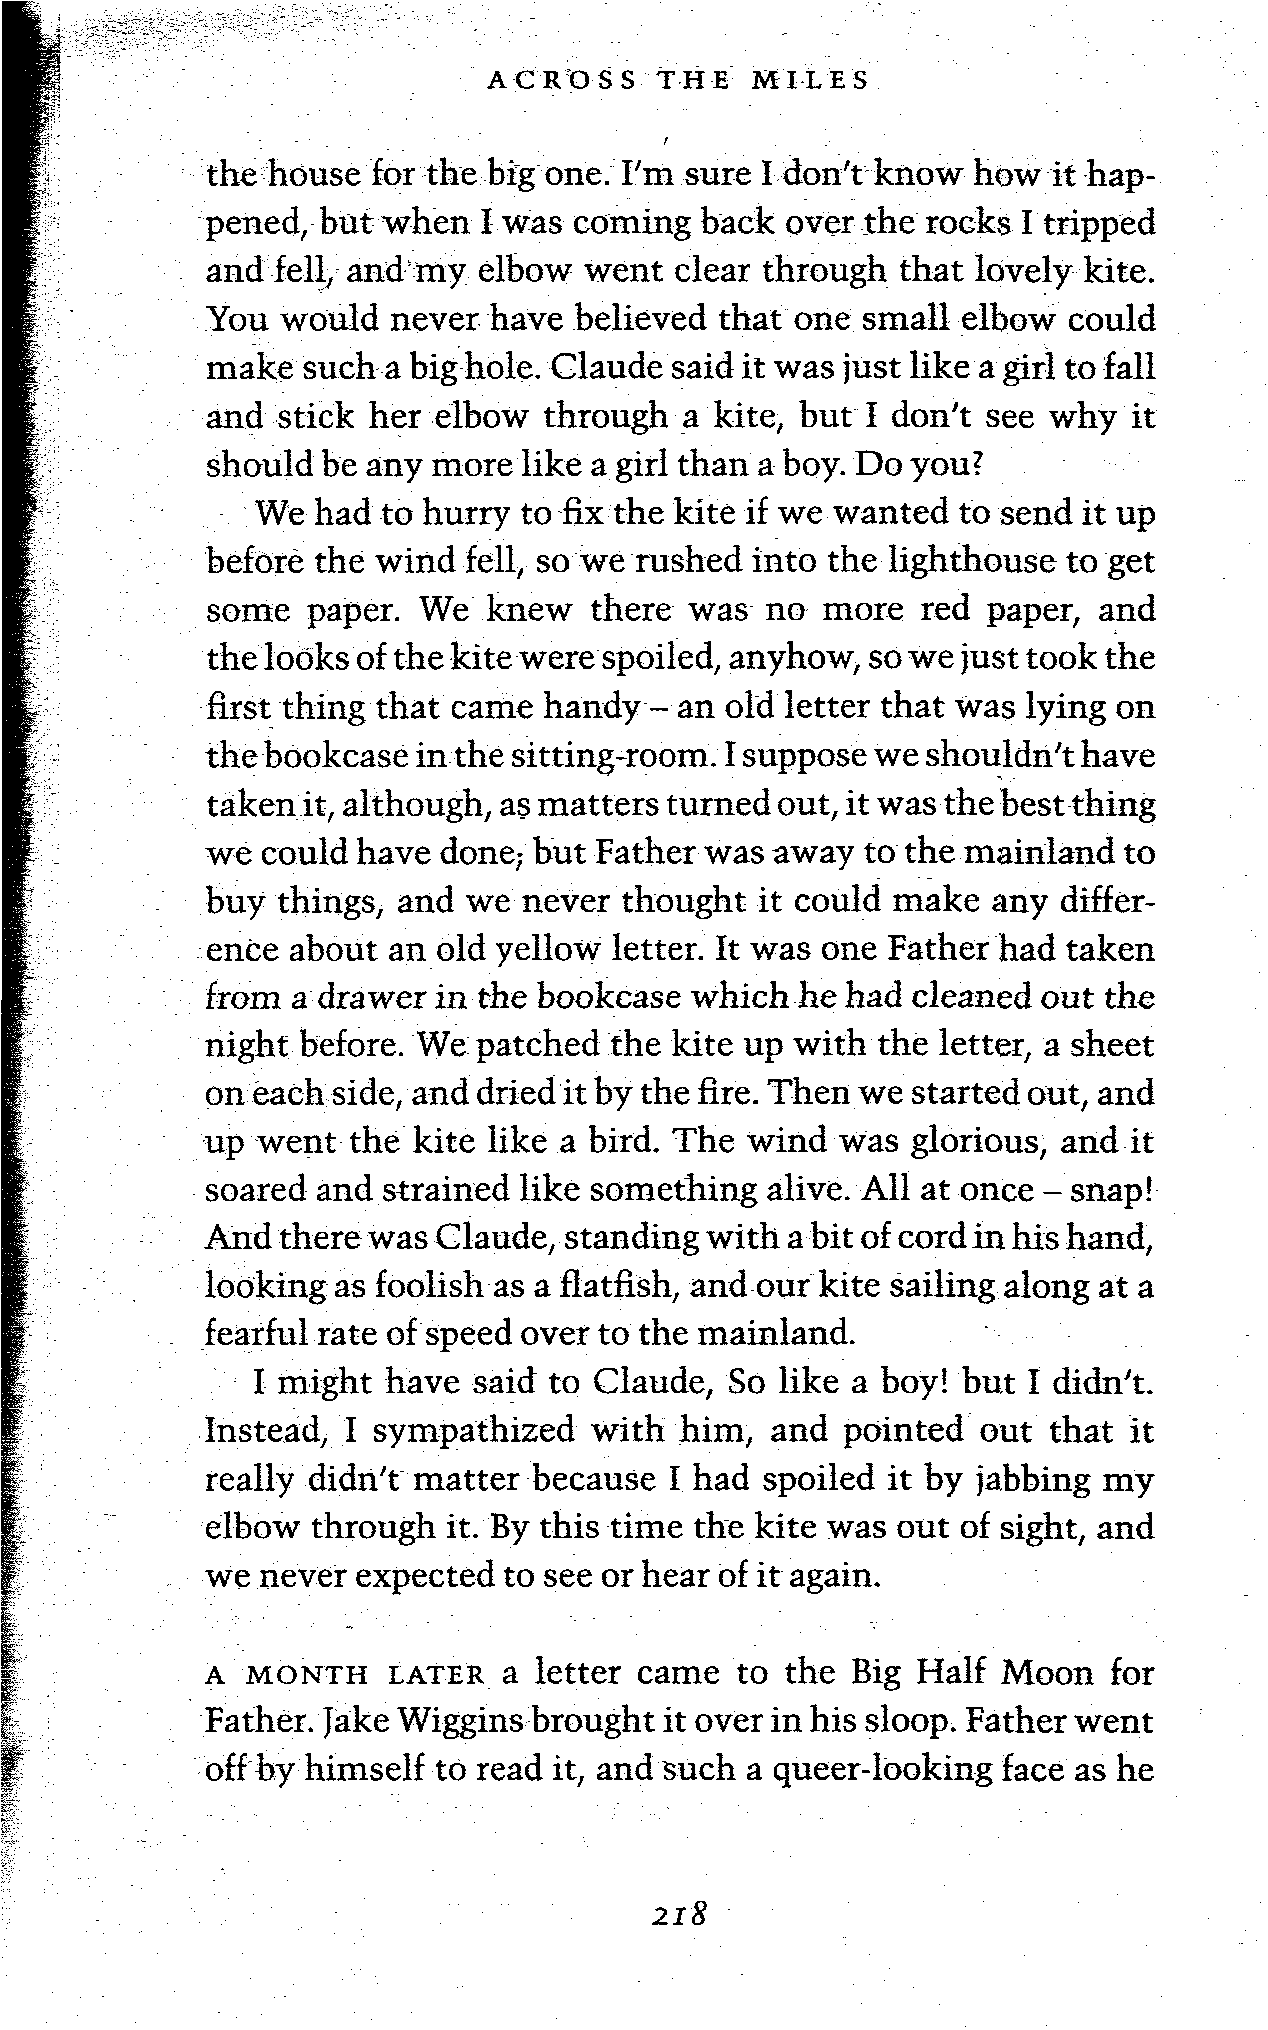 ACROSS THE MILES
the house for the big one. I'm sure I don't know how it hap-
pened, but when I was coming back over the rocks I tripped
and fell, and my elbow went clear through that lovely kite.
You would never have believed that one small elbow could
make such a big hole. Claude said it was just like a girl to fall
and stick her elbow through a kite, but I don't see why it
should be any more like a girl than a boy. Do you?
We had to hurry to fix the kite if we wanted to send it up
before the wind fell, so we rushed into the lighthouse to get
some paper. We knew there was no more red paper, and
the looks of the kite were spoiled, anyhow, so we just took the
first thing that came handy – an old letter that was lying on
the bookcase in the sitting-room. I suppose we shouldn't have
taken it, although, as matters turned out, it was the best thing
we could have done; but Father was away to the mainland to
buy things, and we never thought it could make any differ-
ence about an old yellow letter. It was one Father had taken
from a drawer in the bookcase which he had cleaned out the
night before. We patched the kite up with the letter, a sheet
on each side, and dried it by the fire. Then we started out, and
up went the kite like a bird. The wind was glorious, and it
soared and strained like something alive. All at once – snap!
And there was Claude, standing with a bit of cord in his hand,
looking as foolish as a flatfish, and our kite sailing along at a
fearful rate of speed over to the mainland.
I might have said to Claude, So like a boy! but I didn't.
Instead, I sympathized with him, and pointed out that it
really didn't matter because I had spoiled it by jabbing my
elbow through it. By this time the kite was out of sight, and
we never expected to see or hear of it again.
A MONTH LATER a letter came to the Big Half Moon for
Father. Jake Wiggins brought it over in his sloop. Father went
off by himself to read it, and such a queer-looking face as he
218